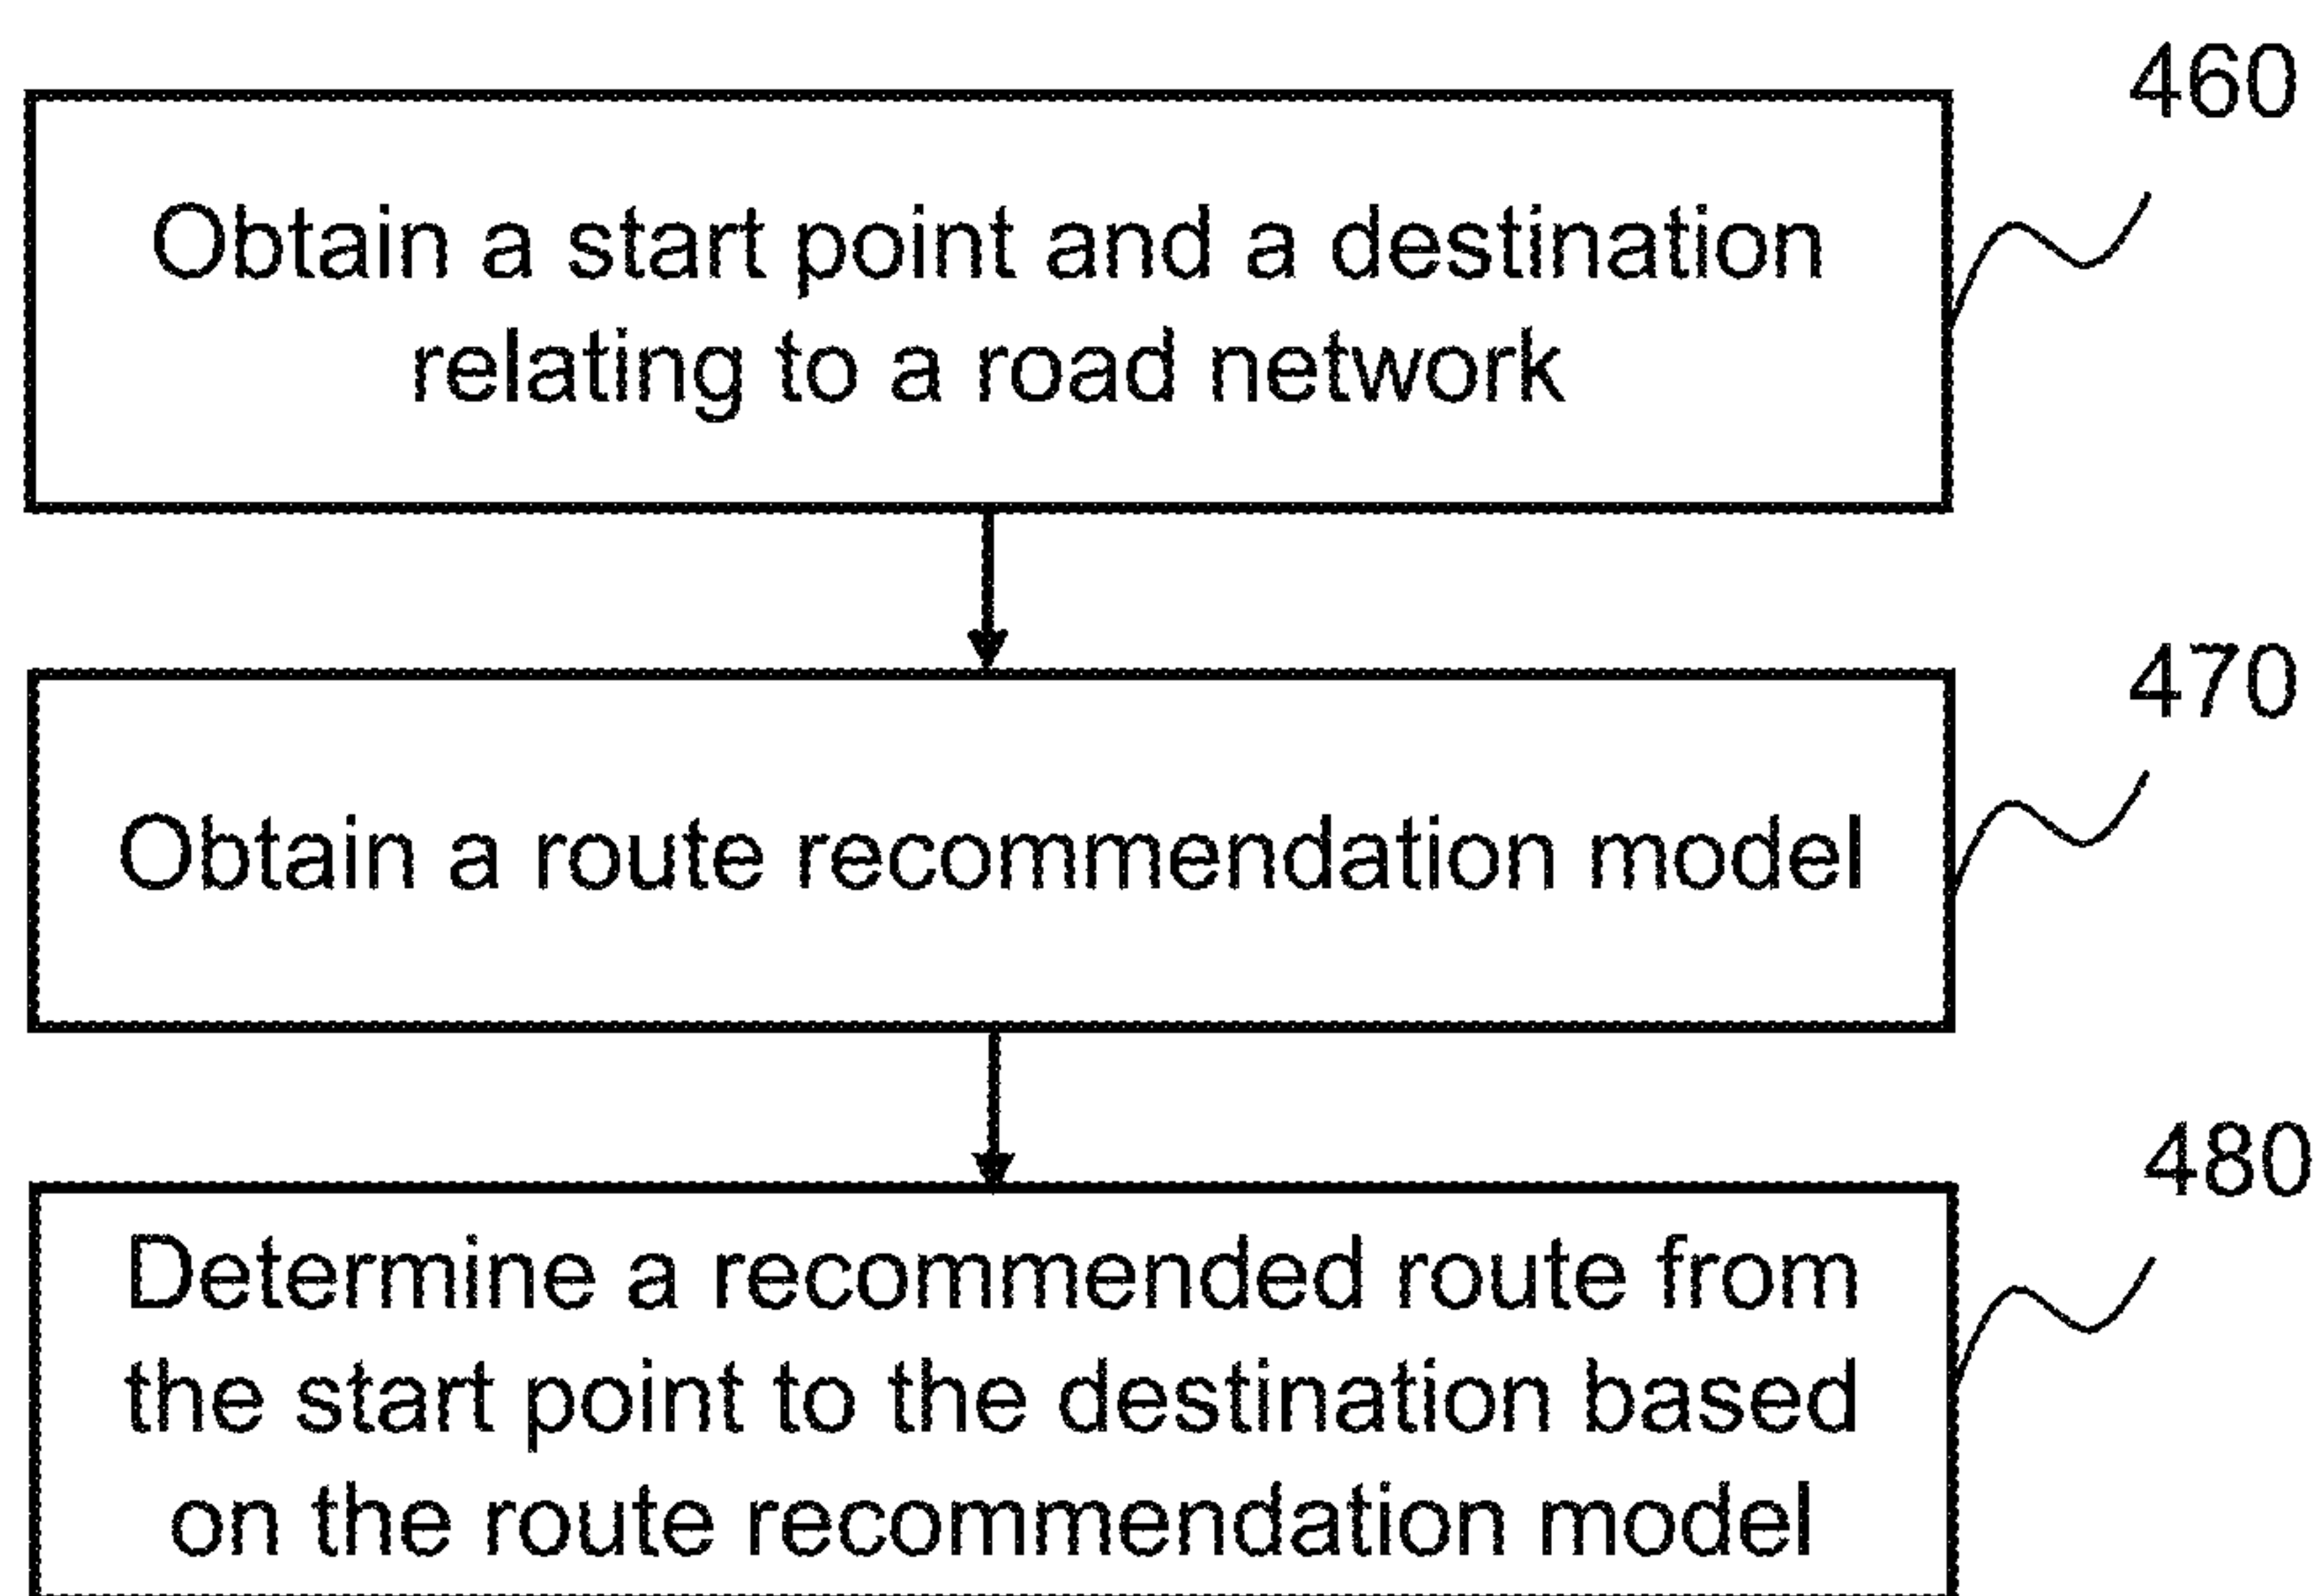 460
Obtain a start point and a destination
relating to a road network
470
Obtain a route recommendation model
480
Determine a recommended route from
the start point to the destination based
on the route recommendation model